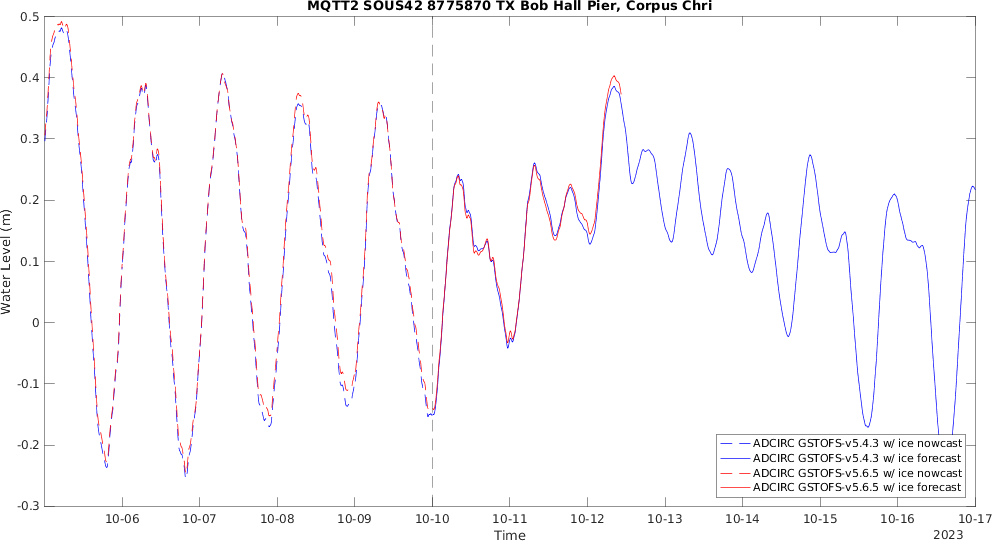 MQTT2 SOUS42 8775870 TX Bob Hall Pier, Corpus Chri
Water Level (m)
0.5
0.4
0.3
0.2
0.1
0
-0.1
-0.2
-0.3
ADCIRC GSTOFS-v5.4.3 w/ ice nowcast
ADCIRC GSTOFS-v5.4.3 w/ ice forecast
ADCIRC GSTOFS-v5.6.5 w/ ice nowcast
ADCIRC GSTOFS-v5.6.5 w/ ice forecast
10-06 10-07 10-08 10-09 10-10 10-11 10-12 10-13 10-14 10-15 10-16 10-17
Time
2023